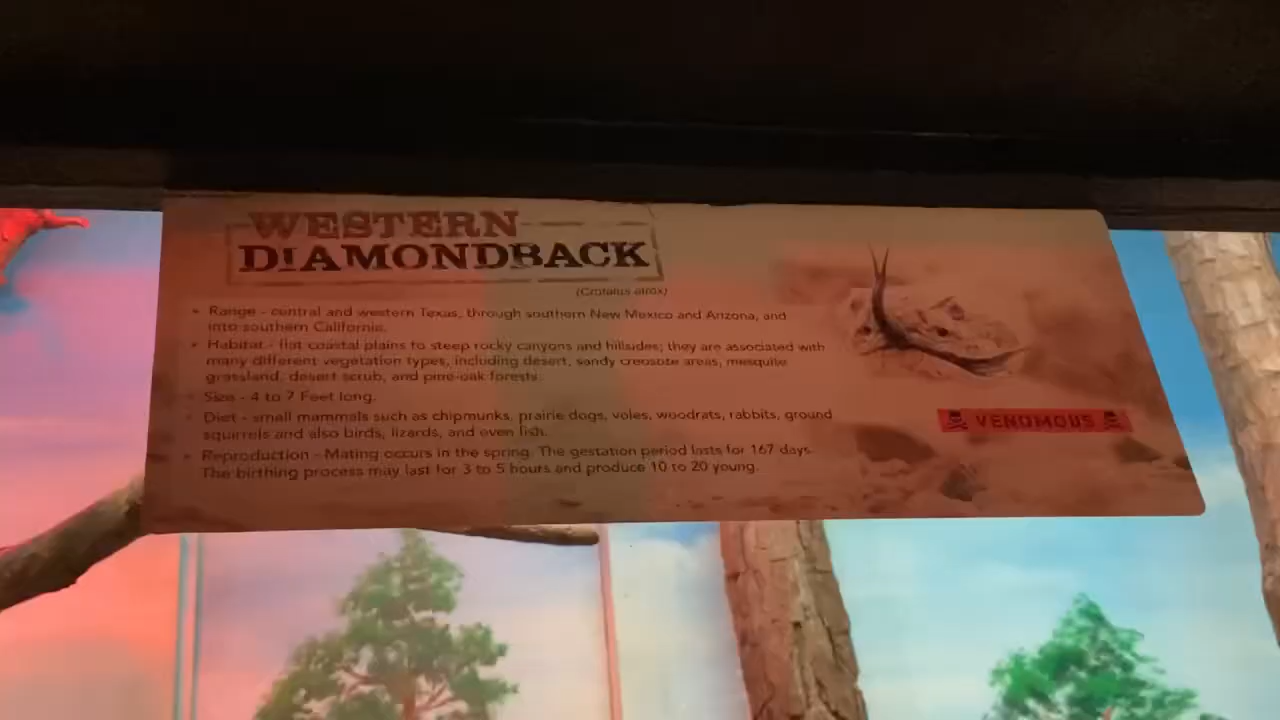 WESTERN
DIAMONDBACK
(Crotalus atrox)
• Range - central and western Texas, through southern New Mexico and Arizona, and
into southern California.
• Habitat - flat coastal plains to steep rocky canyons and hillsides; they are associated with
many different vegetation types, including desert, sandy creosote areas, mesquite
grassland, desert scrub, and pine-oak forests.
• Size - 4 to 7 Feet long.
• Diet - small mammals such as chipmunks, prairie dogs, voles, woodrats, rabbits, ground
squirrels and also birds, lizards, and even fish.
• Reproduction - Mating occurs in the spring. The gestation period lasts for 167 days.
The birthing process may last for 3 to 5 hours and produce 10 to 20 young.
VENOMOUS